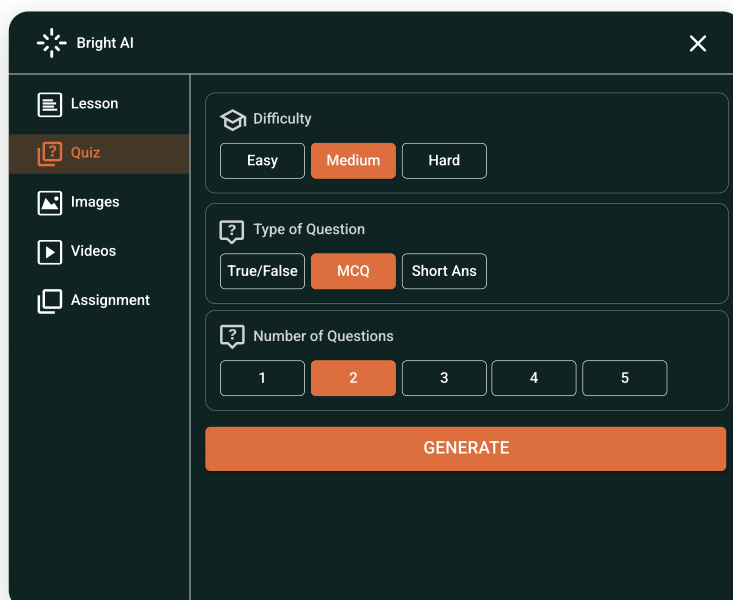 Bright AI
Lesson
Quiz
Images
Videos
Assignment
Difficulty
Easy Medium Hard
Type of Question
True/False MCQ Short Ans
Number of Questions
1 2 3 4 5
GENERATE